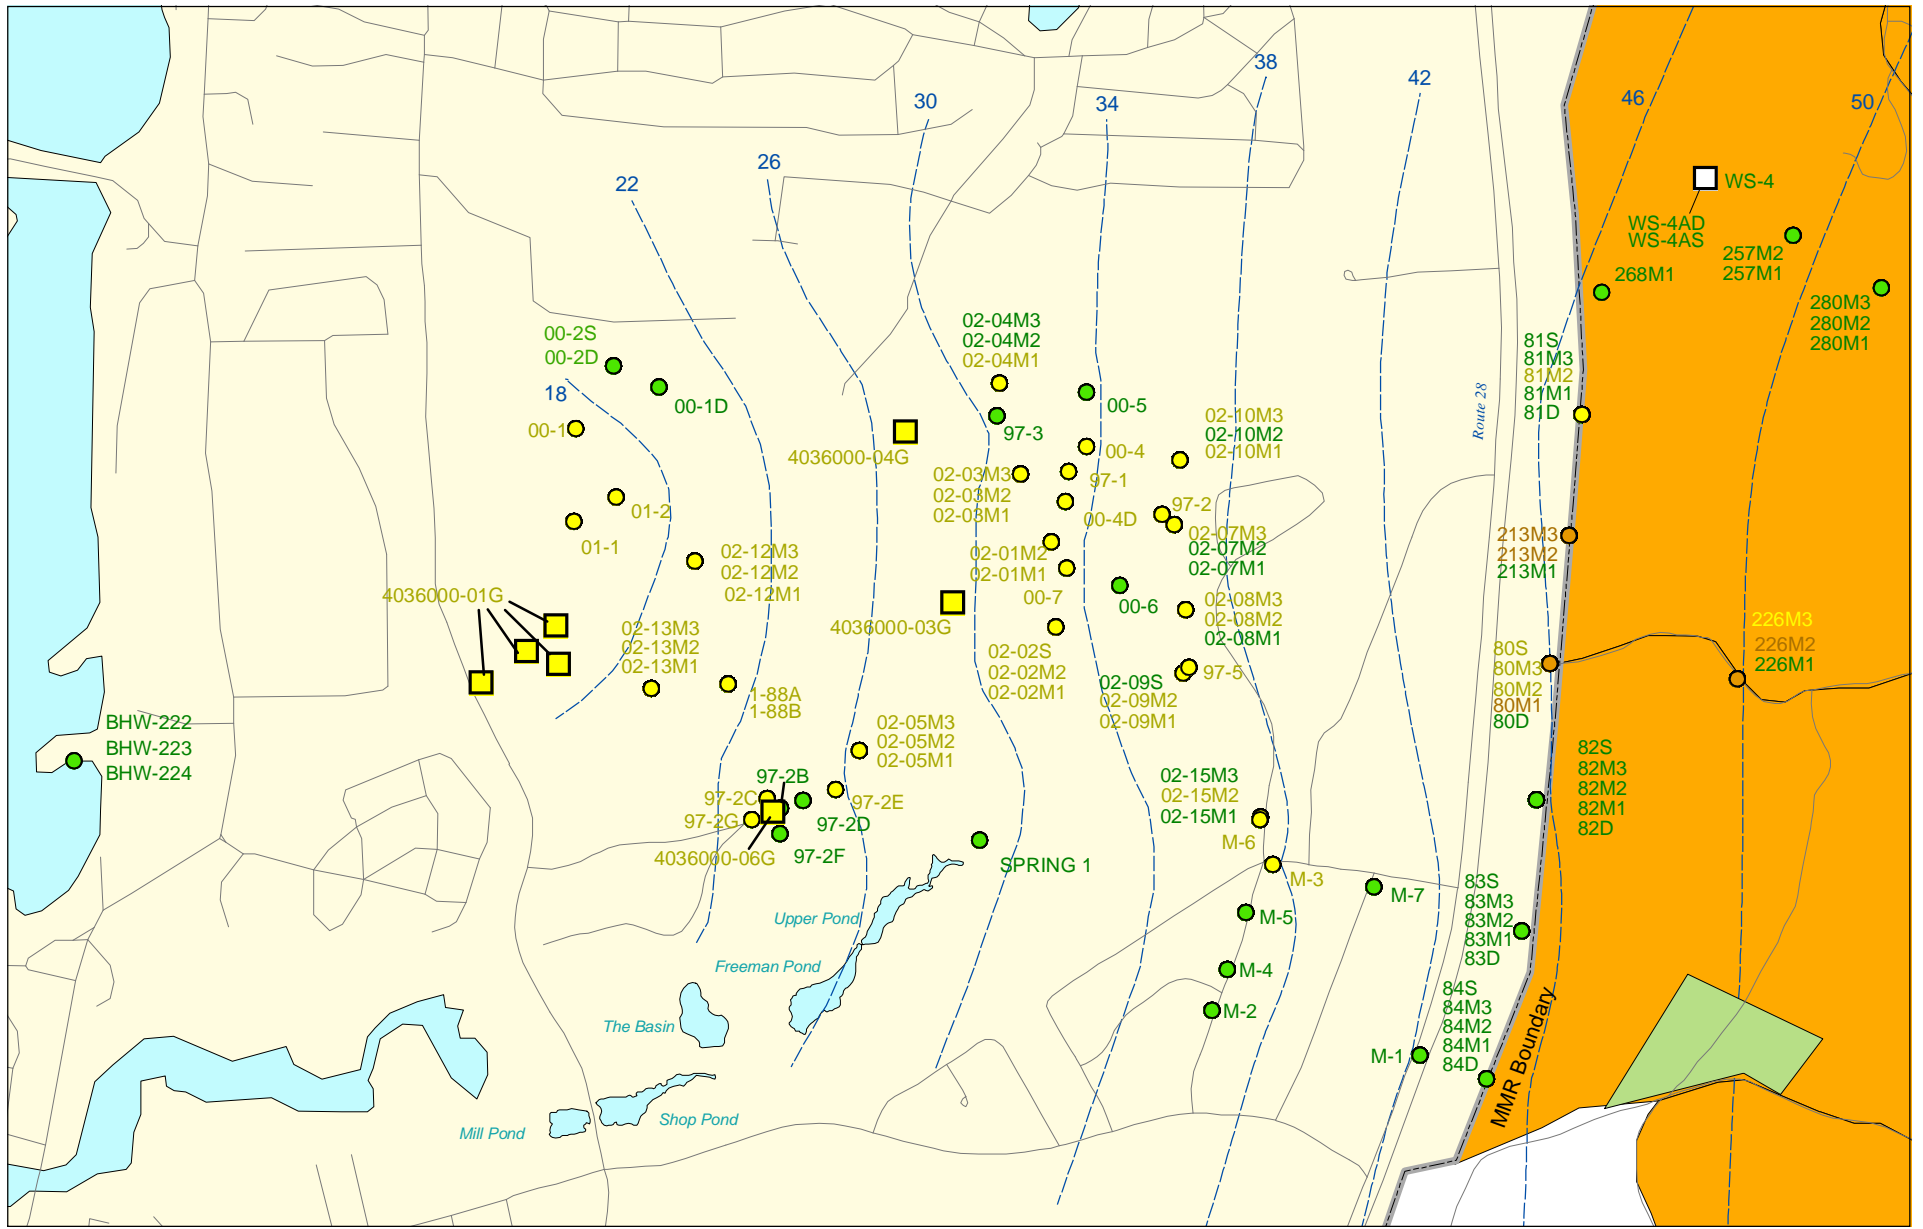 38
42
30
34
46
50
26
22
WS-4
WS-4AD
WS-4AS
257M2
257M1
268M1
280M3
280M2
280M1
00-2S
00-2D
18
00-1D
00-1
02-04M3
02-04M2
02-04M1
97-3
00-5
4036000-04G
00-4
02-10M3
02-10M2
02-10M1
Route 28
81S
81M3
81M2
81M1
81D
02-03M3
02-03M2
02-03M1
97-1
00-4D
97-2
02-07M3
02-07M2
02-07M1
01-2
01-1
02-12M3
02-12M2
02-12M1
02-01M2
02-01M1
00-7
00-6
213M3
213M2
213M1
4036000-01G
4036000-03G
02-08M3
02-08M2
02-08M1
02-13M3
02-13M2
02-13M1
226M3
226M2
226M1
80S
80M3
80M2
80M1
80D
02-02S
02-02M2
02-02M1
97-5
02-09S
02-09M2
02-09M1
1-88A
1-88B
BHW-222
BHW-223
BHW-224
02-05M3
02-05M2
02-05M1
82S
82M3
82M2
82M1
82D
97-2B
97-2C
97-2E
97-2G
97-2D
97-2F
4036000-06G
02-15M3
02-15M2
02-15M1
M-6
SPRING 1
M-3
M-7
83S
83M3
83M2
83M1
83D
Upper Pond
M-5
Freeman Pond
M-4
The Basin
M-2
84S
84M3
84M2
84M1
84D
M-1
MMR Boundary
Shop Pond
Mill Pond